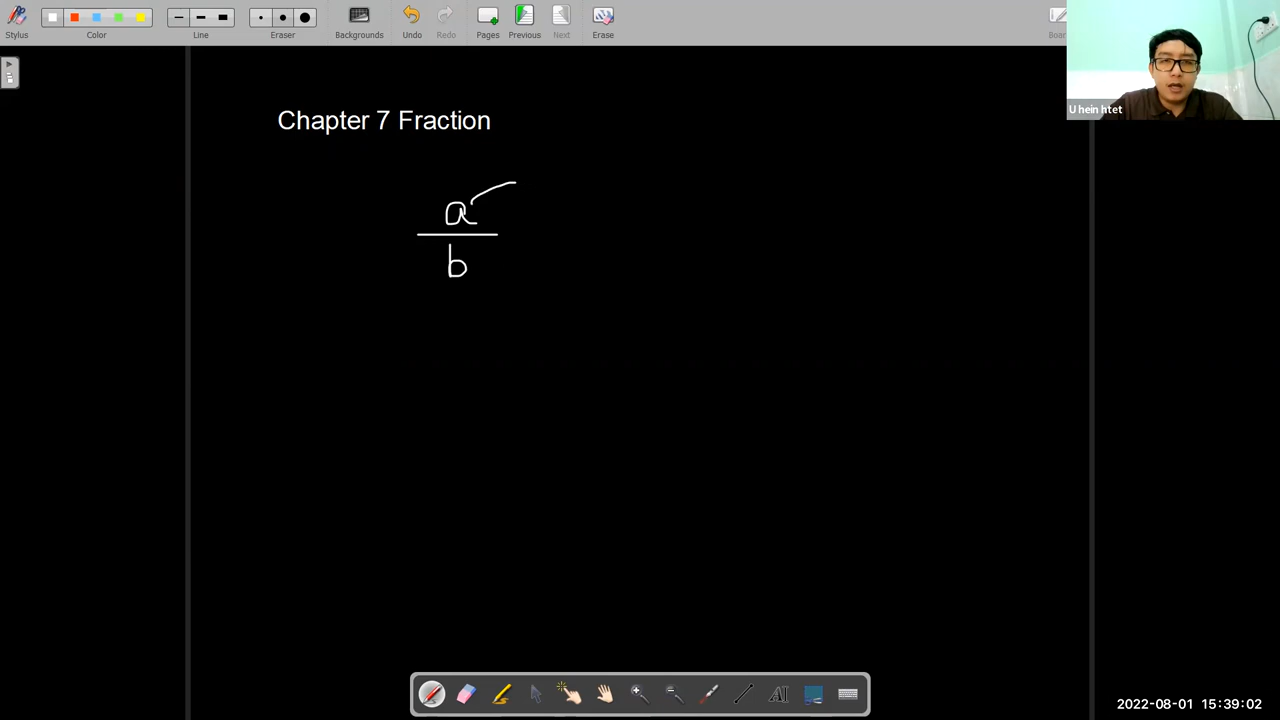 Stylus Color Line Eraser Backgrounds Undo Redo Pages Previous Next Erase
U hein htet
Chapter 7 Fraction
a
b
AI
2022-08-01 15:39:02